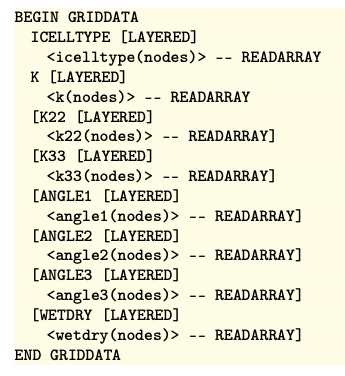 BEGIN GRIDDATA
  ICELLTYPE [LAYERED]
    <icelltype(nodes)> -- READARRAY
  K [LAYERED]
    <k(nodes)> -- READARRAY
  [K22 [LAYERED]
    <k22(nodes)> -- READARRAY]
  [K33 [LAYERED]
    <k33(nodes)> -- READARRAY]
  [ANGLE1 [LAYERED]
    <angle1(nodes)> -- READARRAY]
  [ANGLE2 [LAYERED]
    <angle2(nodes)> -- READARRAY]
  [ANGLE3 [LAYERED]
    <angle3(nodes)> -- READARRAY]
  [WETDRY [LAYERED]
    <wetdry(nodes)> -- READARRAY]
END GRIDDATA